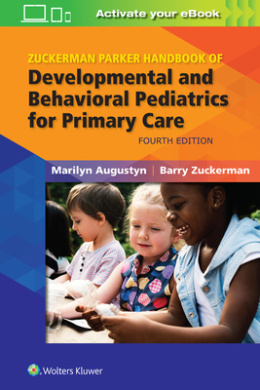 Activate your eBook
ZUCKERMAN PARKER HANDBOOK OF
Developmental and
Behavioral Pediatrics
for Primary Care
FOURTH EDITION
Marilyn Augustyn | Barry Zuckerman
Wolters Kluwer